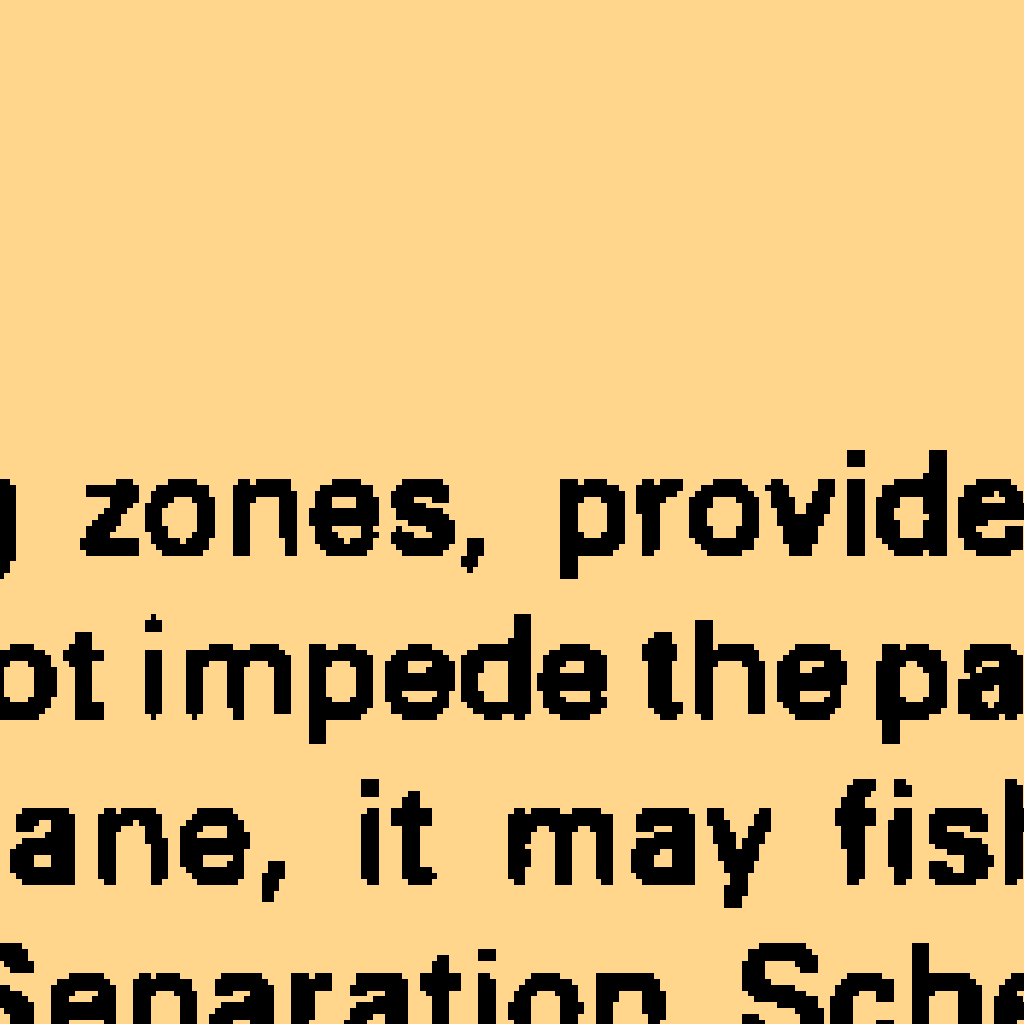 g zones, provide
ot impede the pa
ane, it may fish
Separation Sche